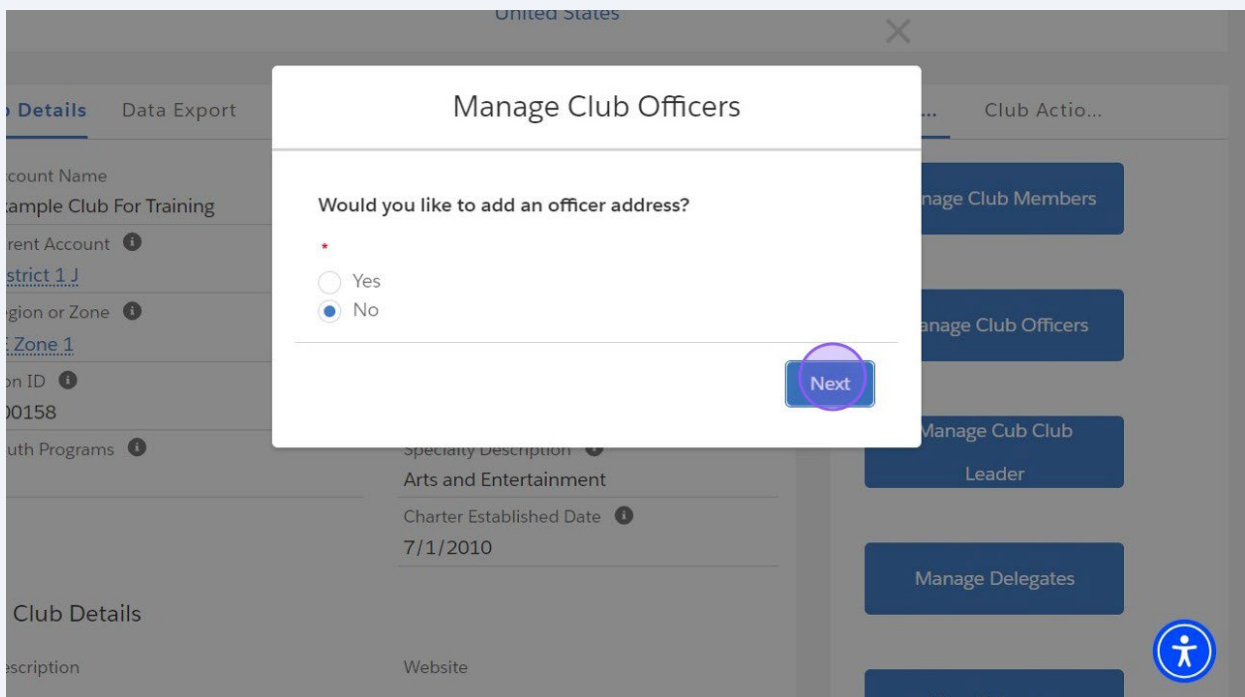 United States
Details Data Export
... Club Actio...
Manage Club Officers
ccount Name
ample Club For Training
rent Account
strict 1 J
gion or Zone
Zone 1
on ID
00158
uth Programs
Would you like to add an officer address?
*
Yes
No
Next
Specialty Description
Arts and Entertainment
Charter Established Date
7/1/2010
nage Club Members
anage Club Officers
Manage Cub Club
Leader
Manage Delegates
Club Details
escription
Website